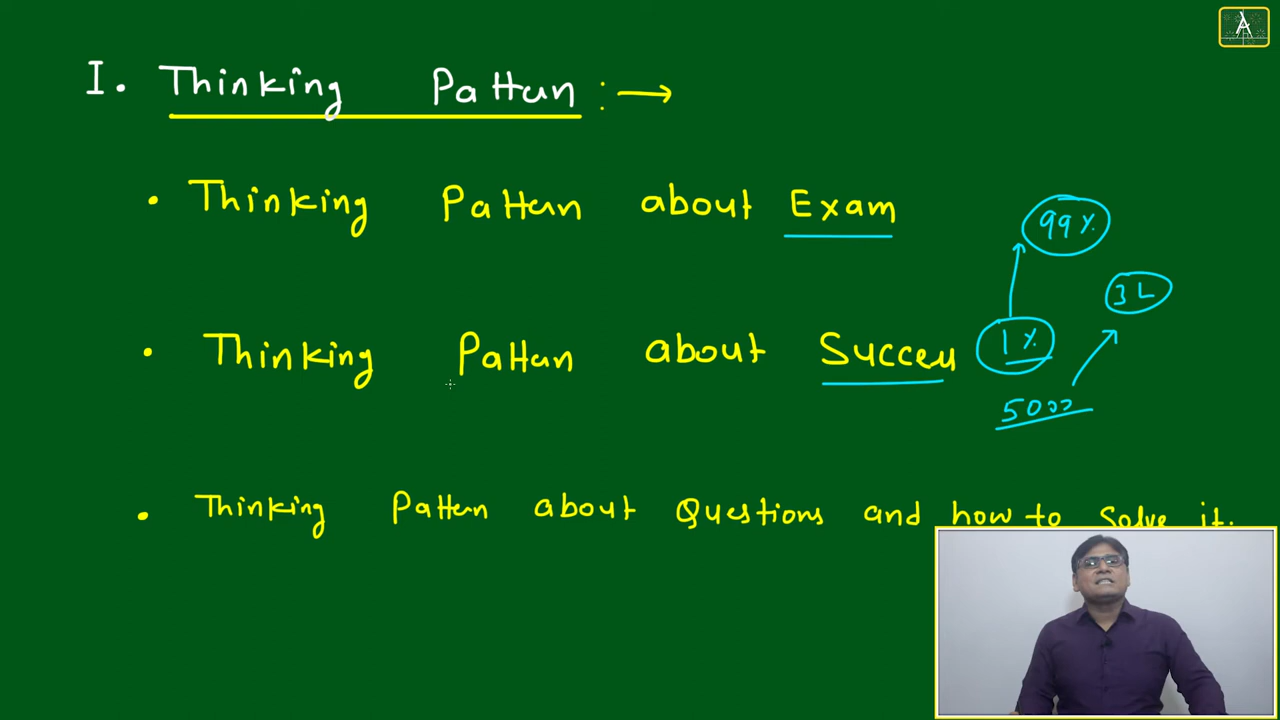 I. Thinking Pattern :→
• Thinking Pattern about Exam
99%
3L
• Thinking Pattern about Success
1%
5000
• Thinking Pattern about Questions and how to solve it.
A